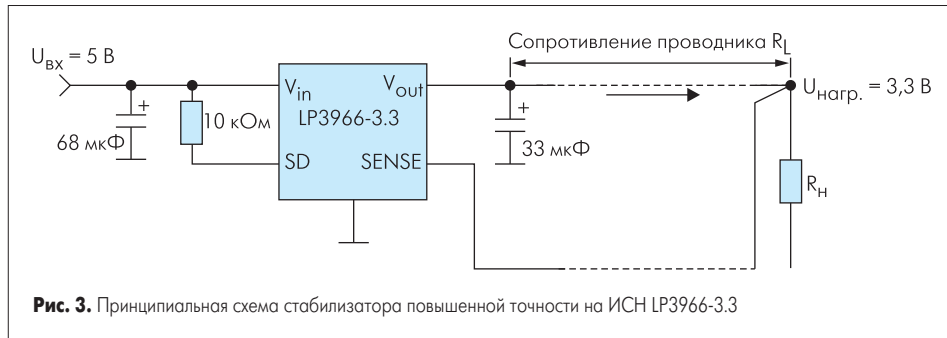 Сопротивление проводника RL
Uвх = 5 В
Vin
Vout
Uнагр. = 3,3 В
+
10 кОм
LP3966-3.3
+
68 мкФ
33 мкФ
SD
SENSE
Rн
Рис. 3. Принципиальная схема стабилизатора повышенной точности на ИСН LP3966-3.3